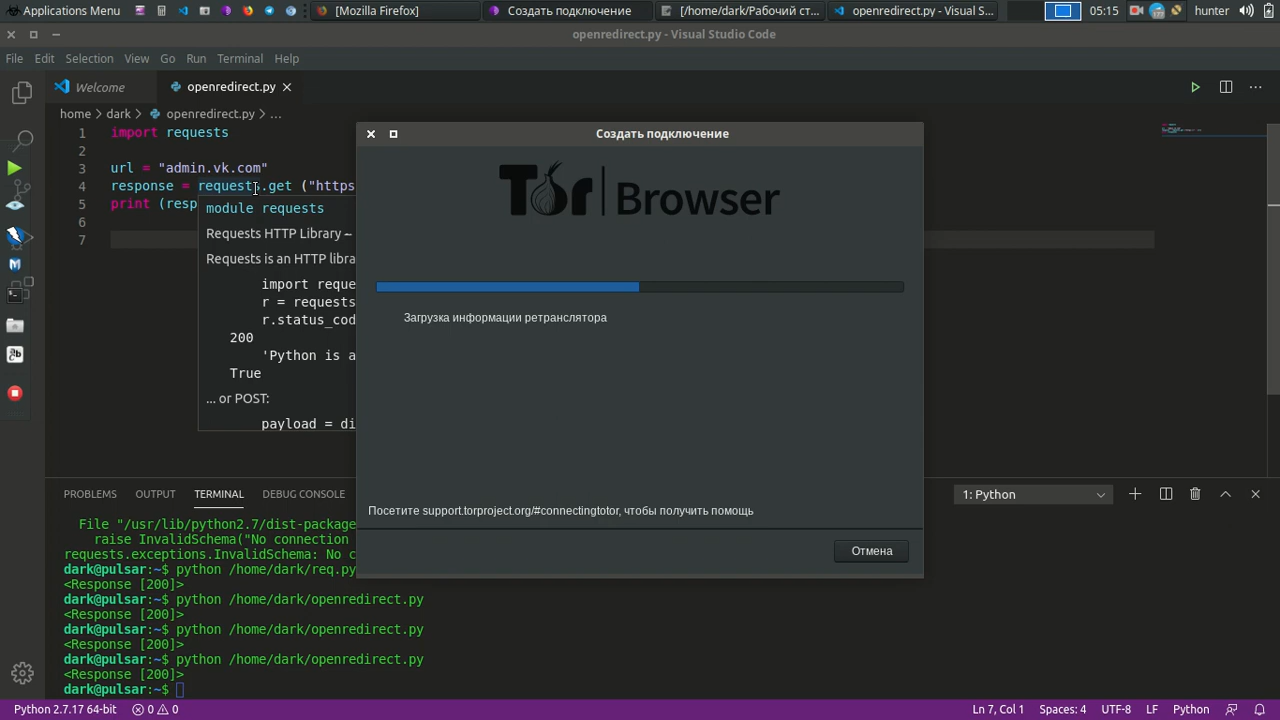 Applications Menu
[Mozilla Firefox]
Создать подключение
[/home/dark/Рабочий ст...
openredirect.py - Visual S...
05:15
hunter
openredirect.py - Visual Studio Code
File Edit Selection View Go Run Terminal Help
Welcome
openredirect.py
home > dark > openredirect.py > ...
1 import requests
2
3 url = "admin.vk.com"
4 response = requests.get ("https
5 print (resp
6
7
module requests
Requests HTTP Library ~
Requests is an HTTP libra
import reque
r = requests
r.status_cod
200
'Python is a
True
... or POST:
payload = di
Создать подключение
Tor Browser
Загрузка информации ретранслятора
Посетите support.torproject.org/#connectingtotor, чтобы получить помощь
Отмена
PROBLEMS OUTPUT TERMINAL DEBUG CONSOLE
1: Python
File "/usr/lib/python2.7/dist-package
raise InvalidSchema("No connection
requests.exceptions.InvalidSchema: No c
dark@pulsar:~$ python /home/dark/req.py
<Response [200]>
dark@pulsar:~$ python /home/dark/openredirect.py
<Response [200]>
dark@pulsar:~$ python /home/dark/openredirect.py
<Response [200]>
dark@pulsar:~$ python /home/dark/openredirect.py
<Response [200]>
dark@pulsar:~$
Python 2.7.17 64-bit
0
0
Ln 7, Col 1
Spaces: 4
UTF-8
LF
Python